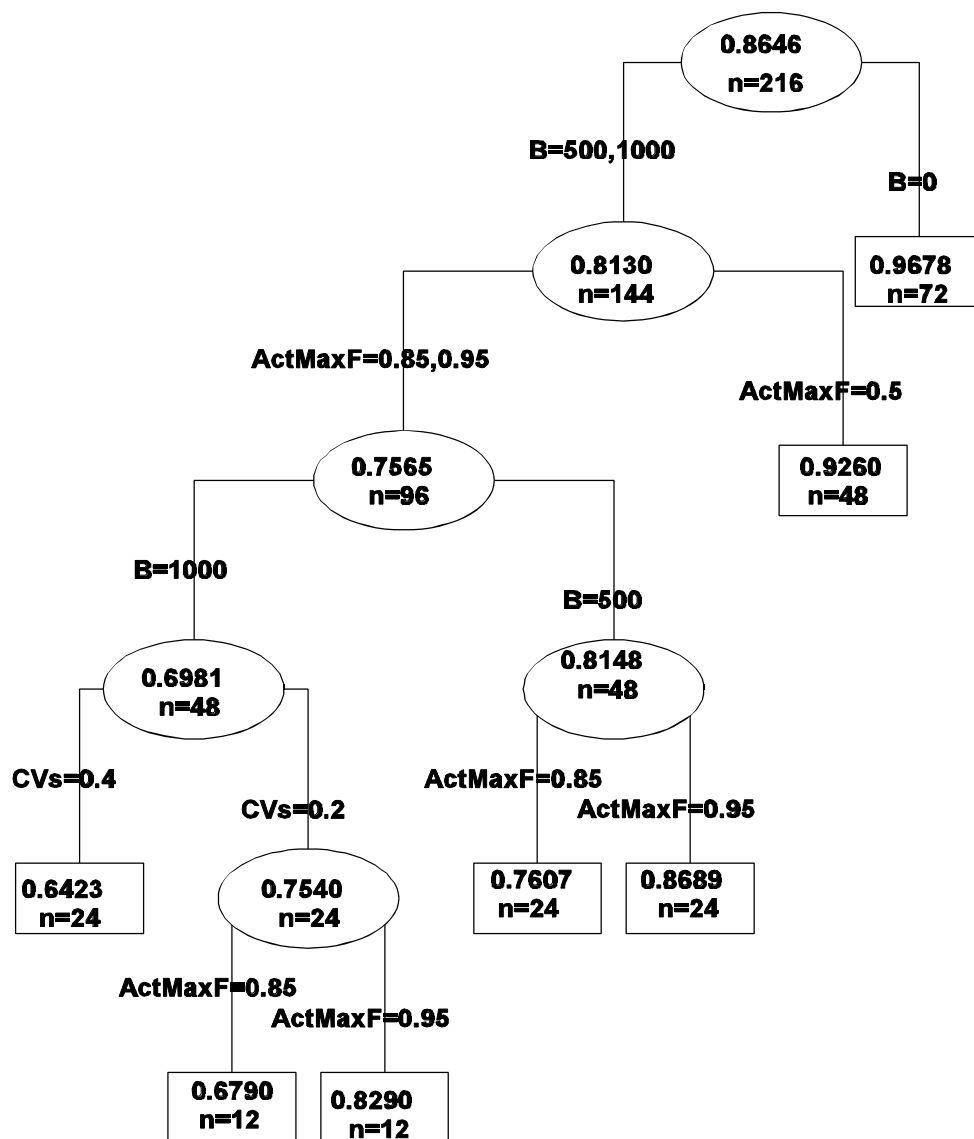 0.8646
n=216
B=500,1000
B=0
0.8130
n=144
0.9678
n=72
ActMaxF=0.85,0.95
ActMaxF=0.5
0.7565
n=96
0.9260
n=48
B=1000
B=500
0.6981
n=48
0.8148
n=48
CVs=0.4
CVs=0.2
ActMaxF=0.85
ActMaxF=0.95
0.6423
n=24
0.7540
n=24
0.7607
n=24
0.8689
n=24
ActMaxF=0.85
ActMaxF=0.95
0.6790
n=12
0.8290
n=12